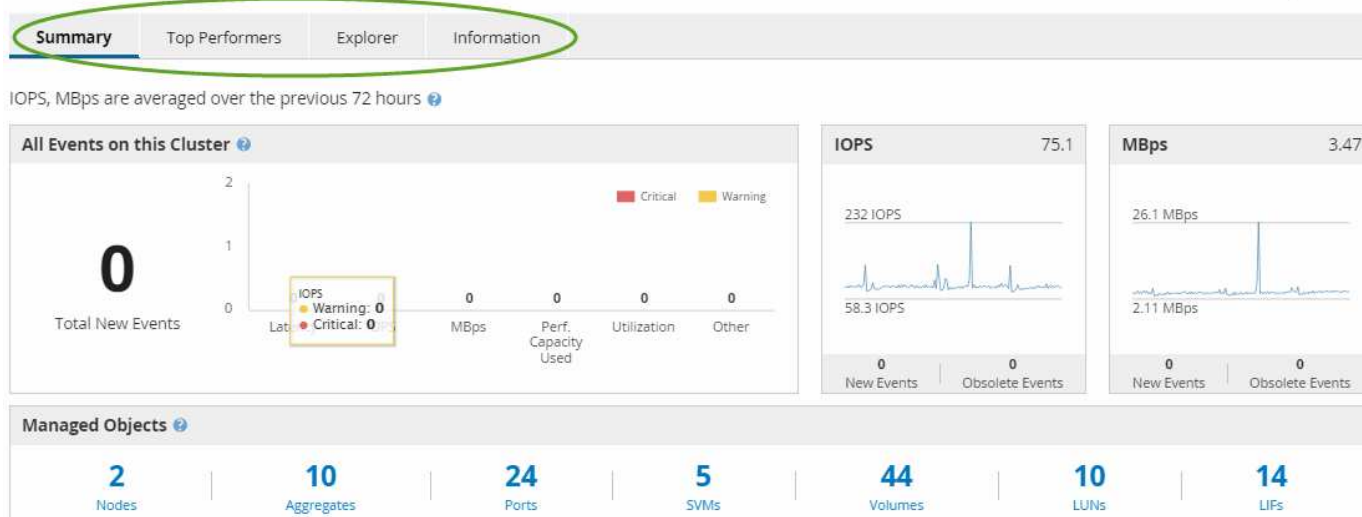 Summary Top Performers Explorer Information
IOPS, MBps are averaged over the previous 72 hours ?
All Events on this Cluster ?
0
Total New Events
2
1
0
Critical Warning
IOPS
Warning: 0
Critical: 0
0 0 0 0
MBps Perf. Capacity Used Utilization Other
IOPS 75.1
232 IOPS
58.3 IOPS
0 0
New Events Obsolete Events
MBps 3.47
26.1 MBps
2.11 MBps
0 0
New Events Obsolete Events
Managed Objects ?
2 10 24 5 44 10 14
Nodes Aggregates Ports SVMs Volumes LUNs LIFs